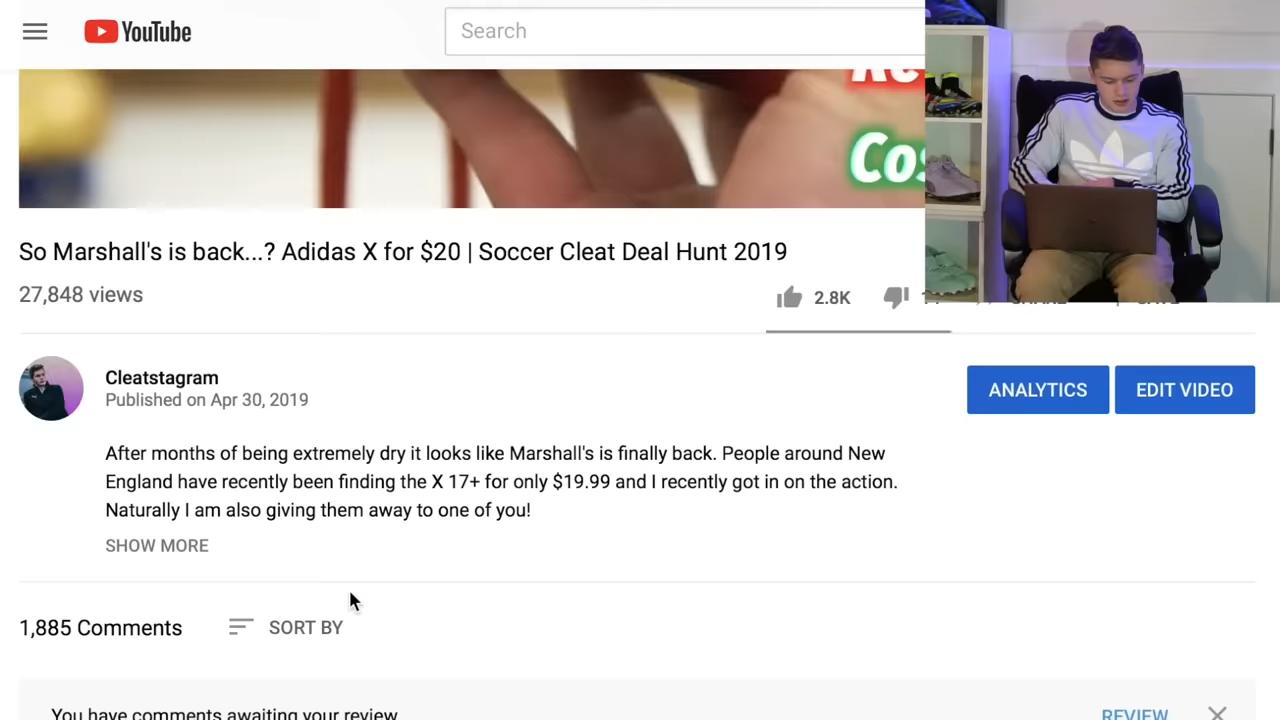 YouTube
Search
So Marshall's is back...? Adidas X for $20 | Soccer Cleat Deal Hunt 2019
27,848 views
2.8K
Cleatstagram
Published on Apr 30, 2019
ANALYTICS
EDIT VIDEO
After months of being extremely dry it looks like Marshall's is finally back. People around New
England have recently been finding the X 17+ for only $19.99 and I recently got in on the action.
Naturally I am also giving them away to one of you!
SHOW MORE
1,885 Comments
SORT BY
You have comments awaiting your review
REVIEW